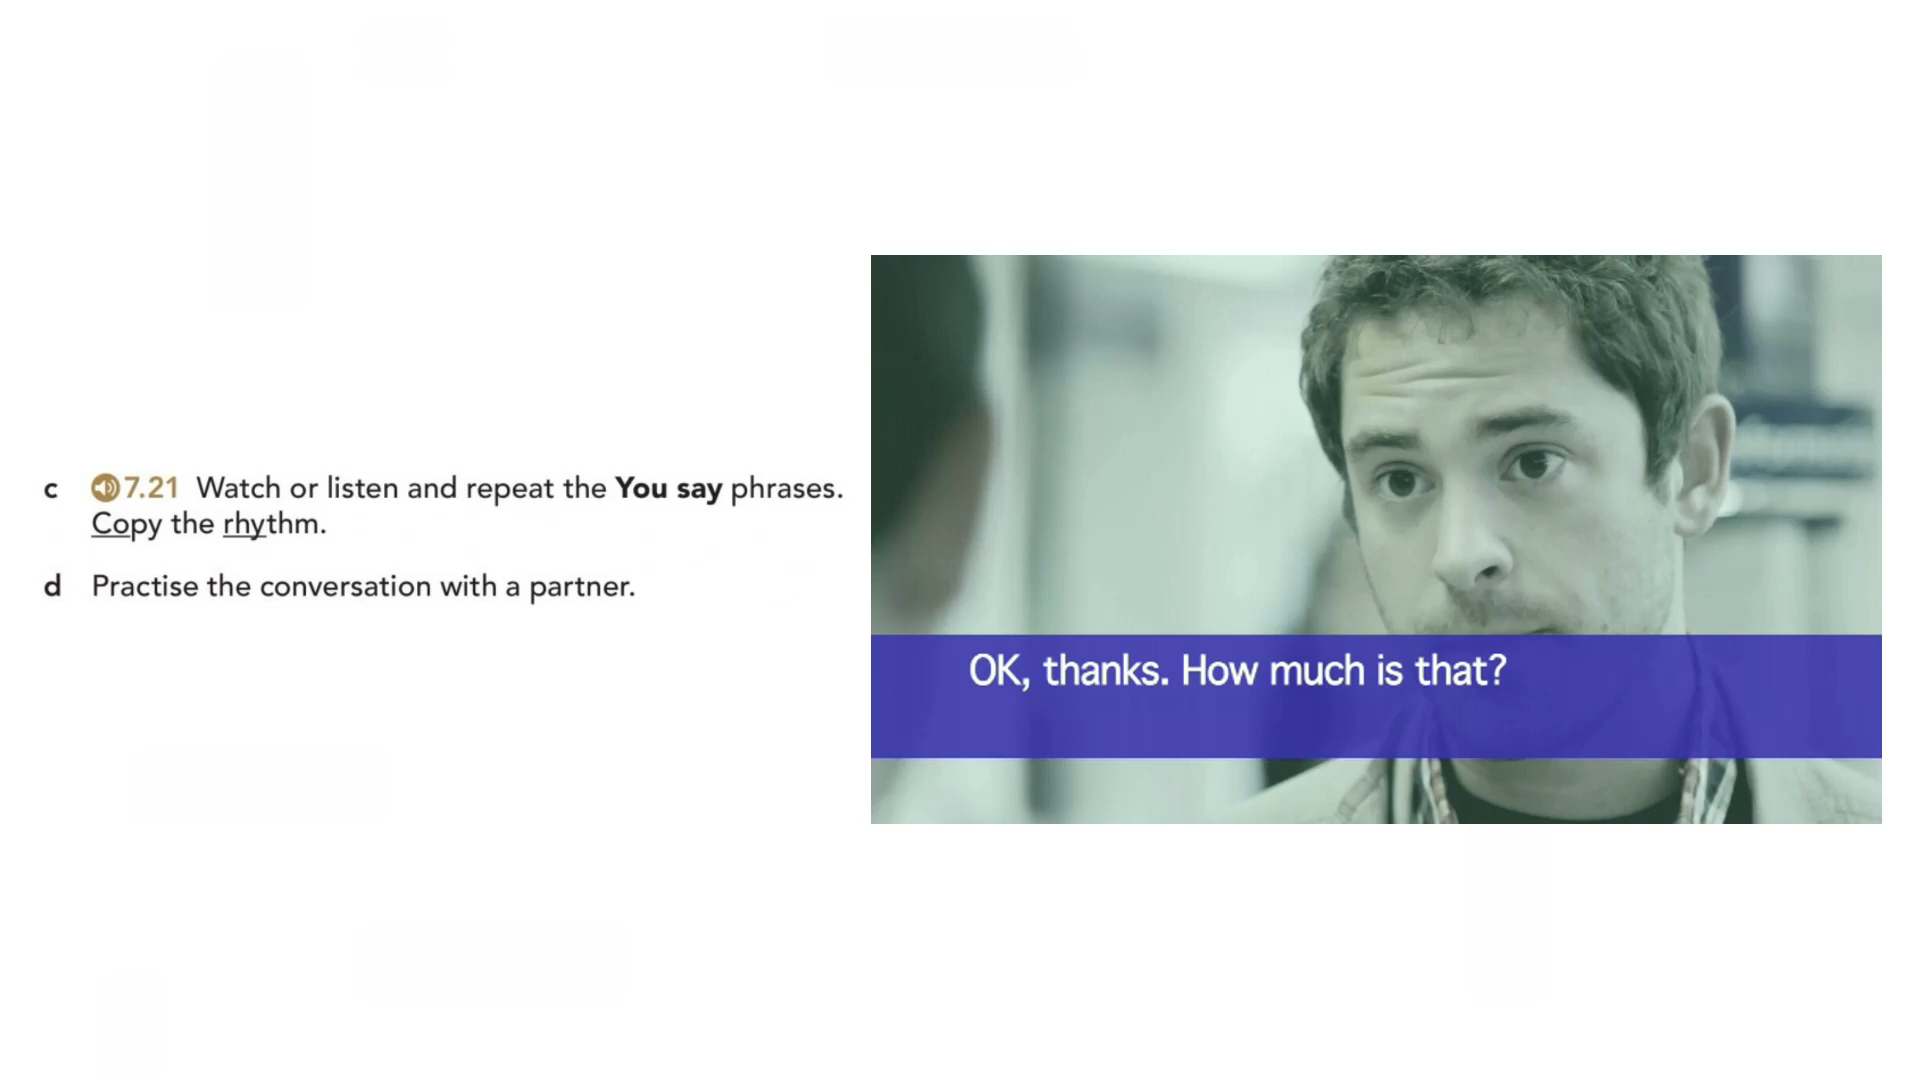 c 7.21 Watch or listen and repeat the You say phrases.
Copy the rhythm.
d Practise the conversation with a partner.
OK, thanks. How much is that?